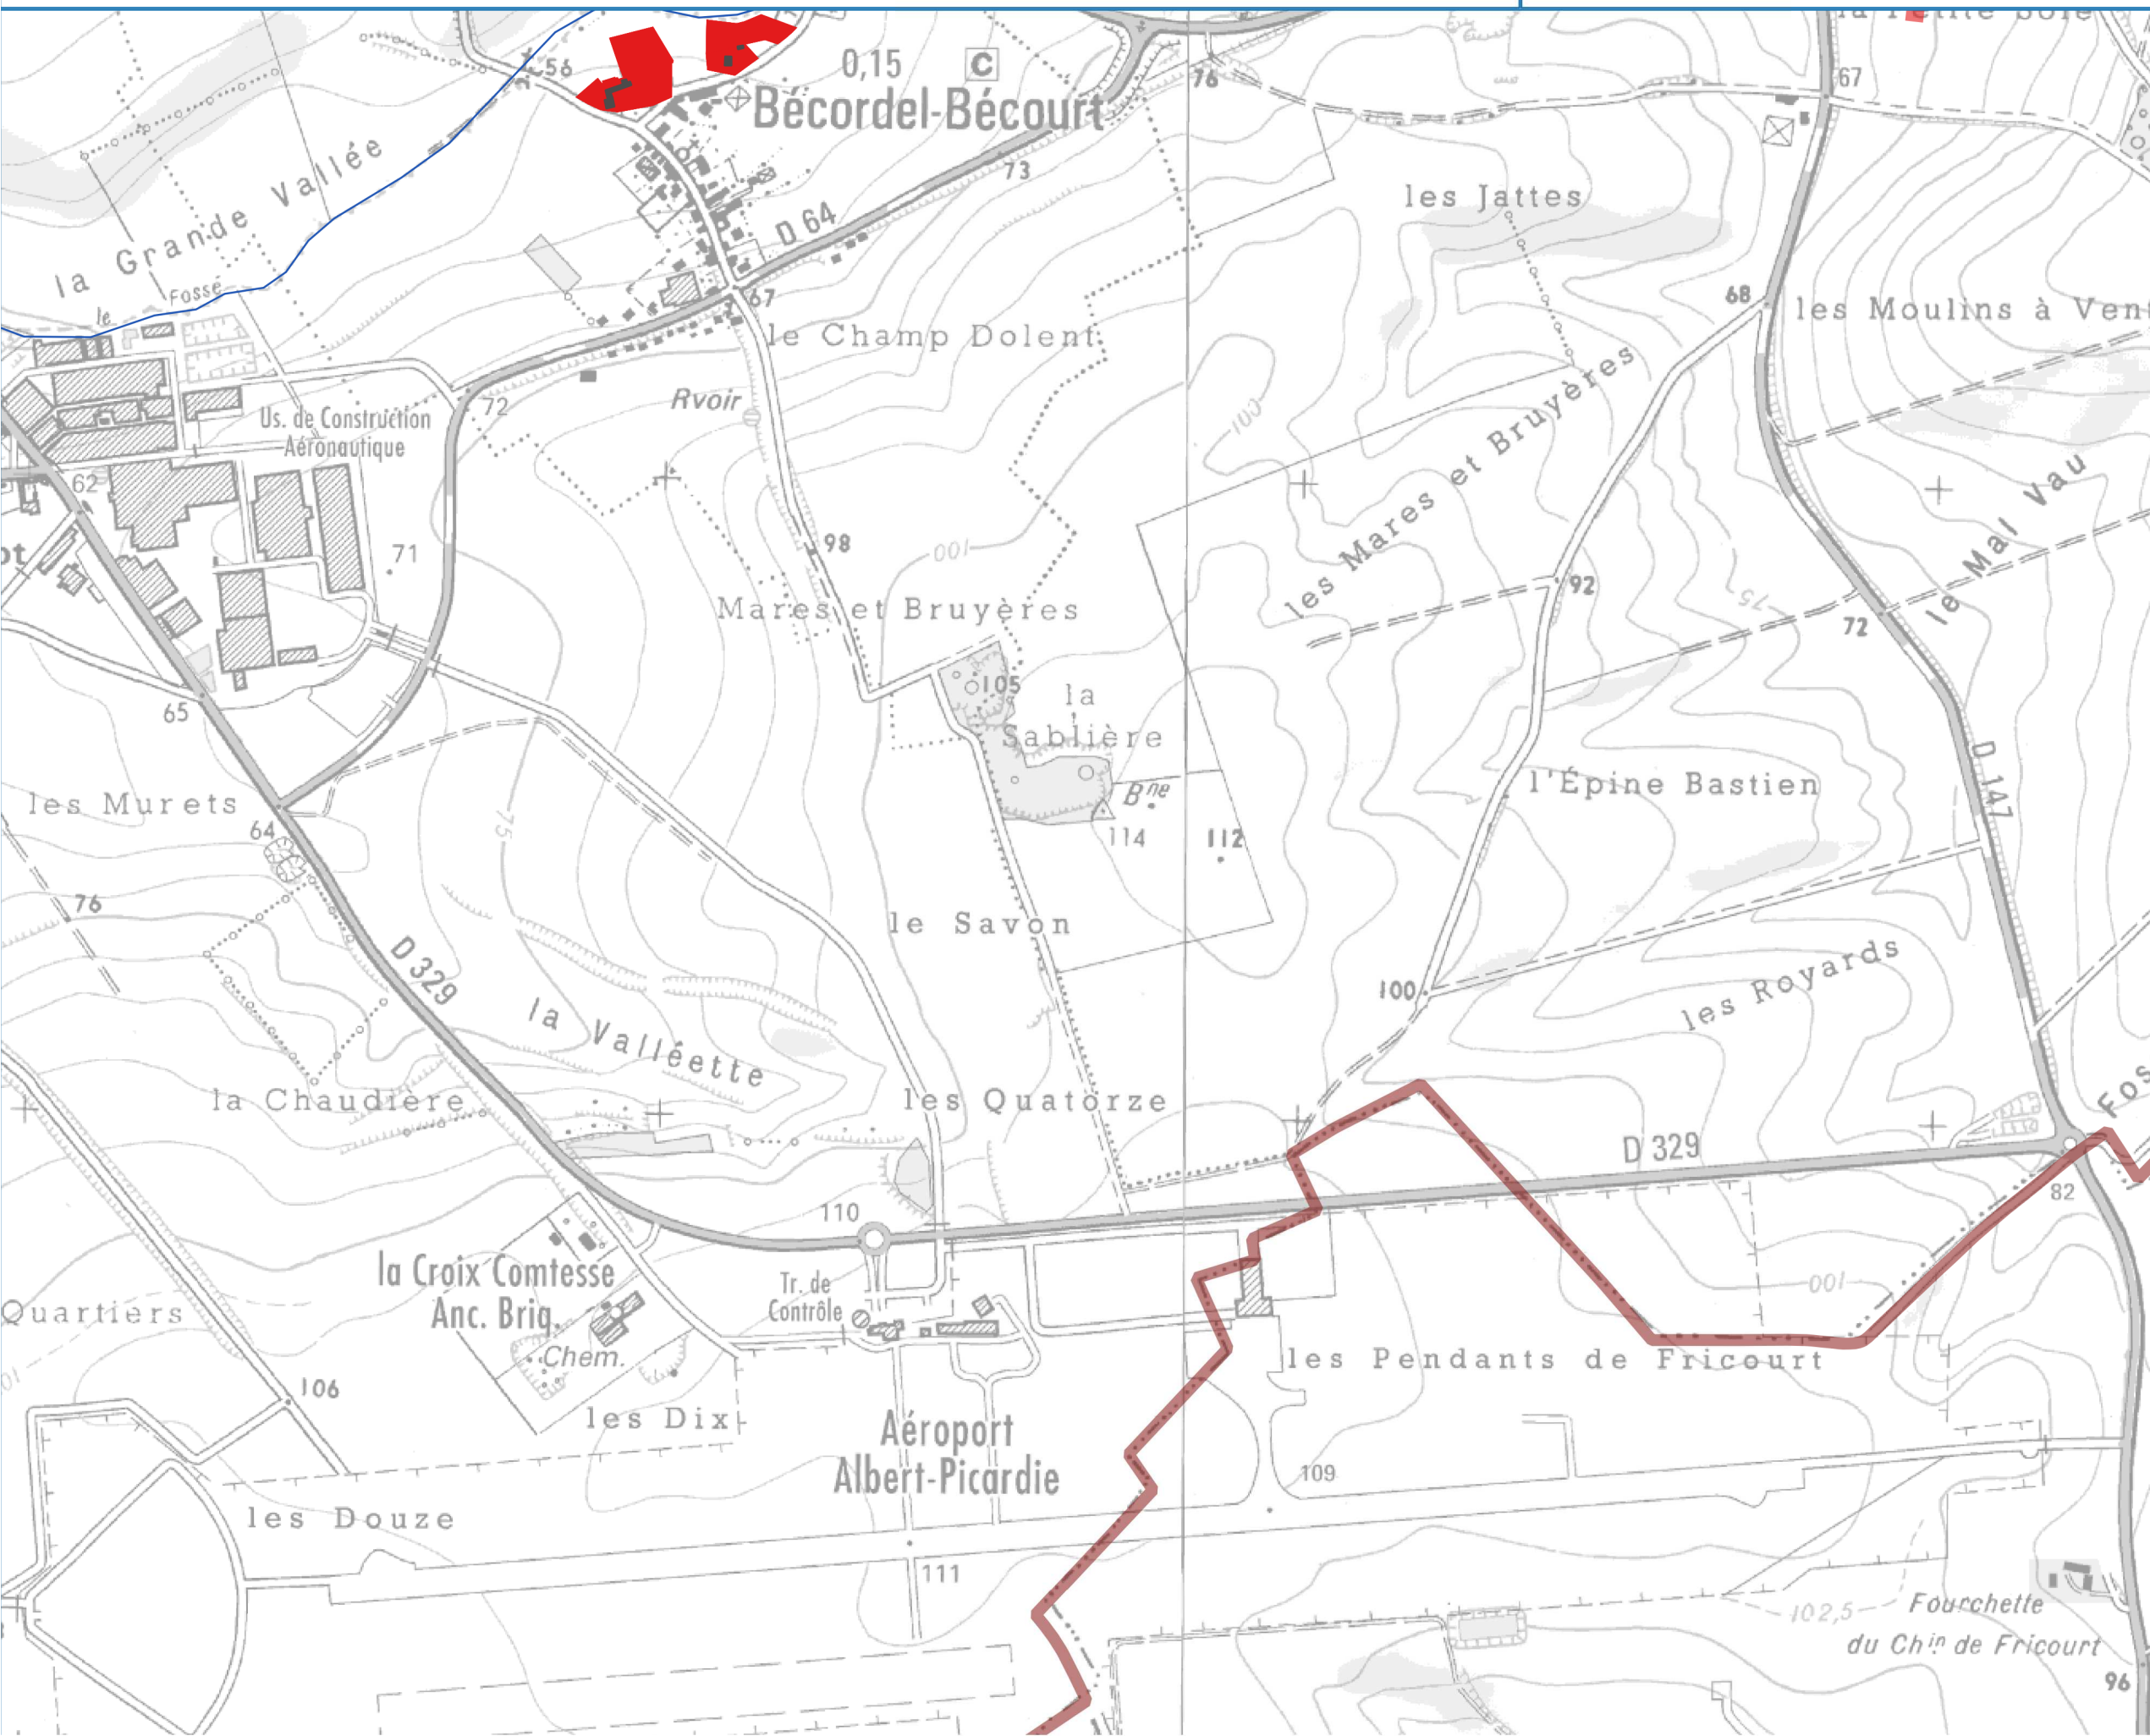 56
0,15
C
76
67
Bécordel-Bécourt
73
les Jattes
la Grande Vallée
D 64
68
les Moulins à Vent
le Fossé
67
le Champ Dolent
Rvoir
les Mares et Bruyères
100
72
Us. de Construction
Aéronautique
62
71
98
100
92
75
72
le Mal Vau
Mares et Bruyères
105
la
Sablière
65
D 147
l'Épine Bastien
Bne
114
112
les Murets
64
75
76
le Savon
D 329
la Valléette
100
les Royards
la Chaudière
les Quatorze
D 329
82
110
la Croix Comtesse
Anc. Briq.
Tr. de
Contrôle
Quartiers
Chem.
100
les Pendants de Fricourt
106
les Dix
Aéroport
Albert-Picardie
109
les Douze
111
102,5
Fourchette
du Chin de Fricourt
96